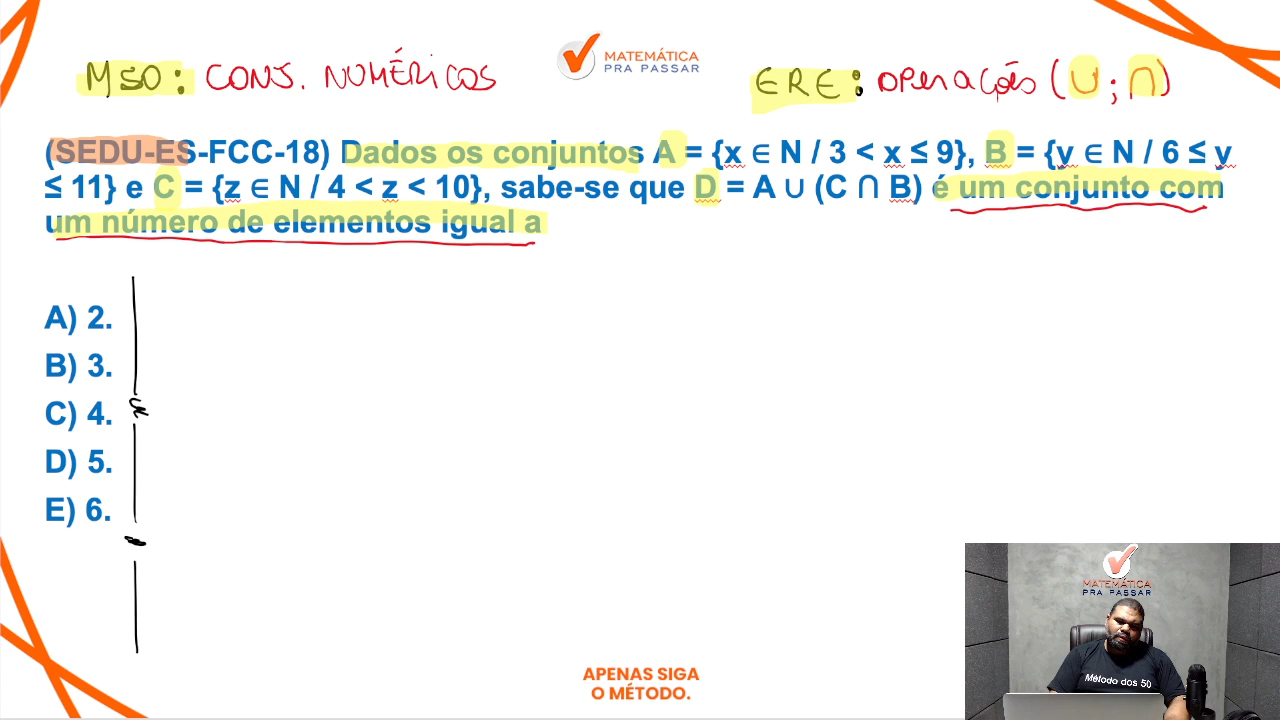 MATEMÁTICA
PRA PASSAR
M50: CONJ. NUMÉRICOS
ERE: OPERAÇÕES (U; ∩)
(SEDU-ES-FCC-18) Dados os conjuntos A = {x ∈ N / 3 < x ≤ 9}, B = {y ∈ N / 6 ≤ y
≤ 11} e C = {z ∈ N / 4 < z < 10}, sabe-se que D = A ∪ (C ∩ B) é um conjunto com
um número de elementos igual a
A) 2.
B) 3.
C) 4.
D) 5.
E) 6.
MATEMÁTICA
PRA PASSAR
Método dos 50
APENAS SIGA
O MÉTODO.